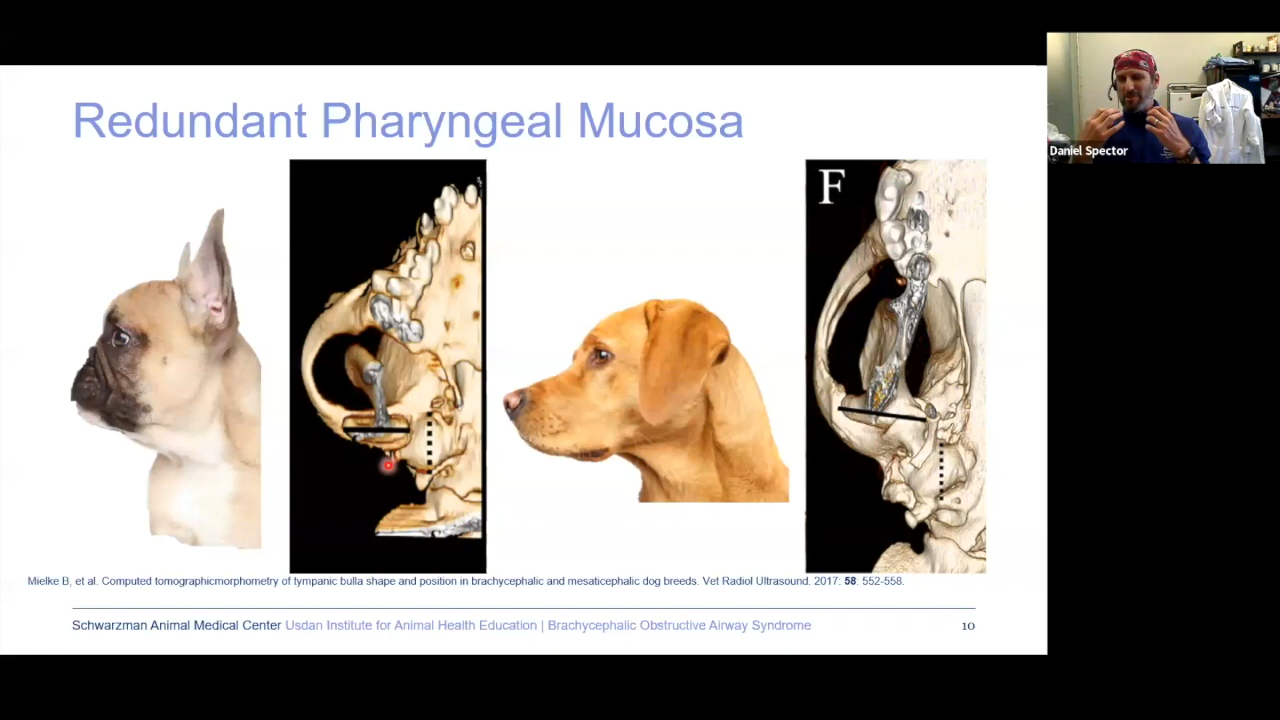 Redundant Pharyngeal Mucosa
F
Daniel Spector
Mielke B, et al. Computed tomographicmorphometry of tympanic bulla shape and position in brachycephalic and mesaticephalic dog breeds. Vet Radiol Ultrasound. 2017: 58: 552-558.
Schwarzman Animal Medical Center Usdan Institute for Animal Health Education | Brachycephalic Obstructive Airway Syndrome
10